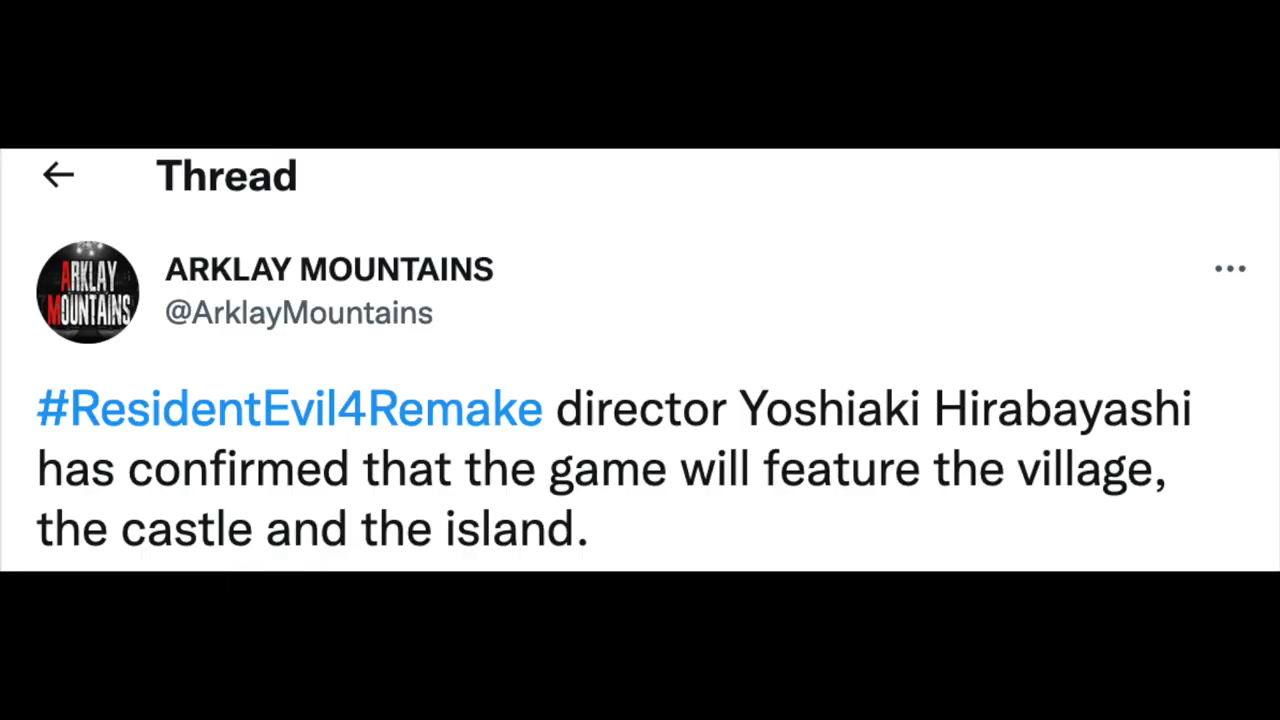 Thread
ARKLAY MOUNTAINS
ARKLAY
MOUNTAINS
@ArklayMountains
#ResidentEvil4Remake director Yoshiaki Hirabayashi
has confirmed that the game will feature the village,
the castle and the island.